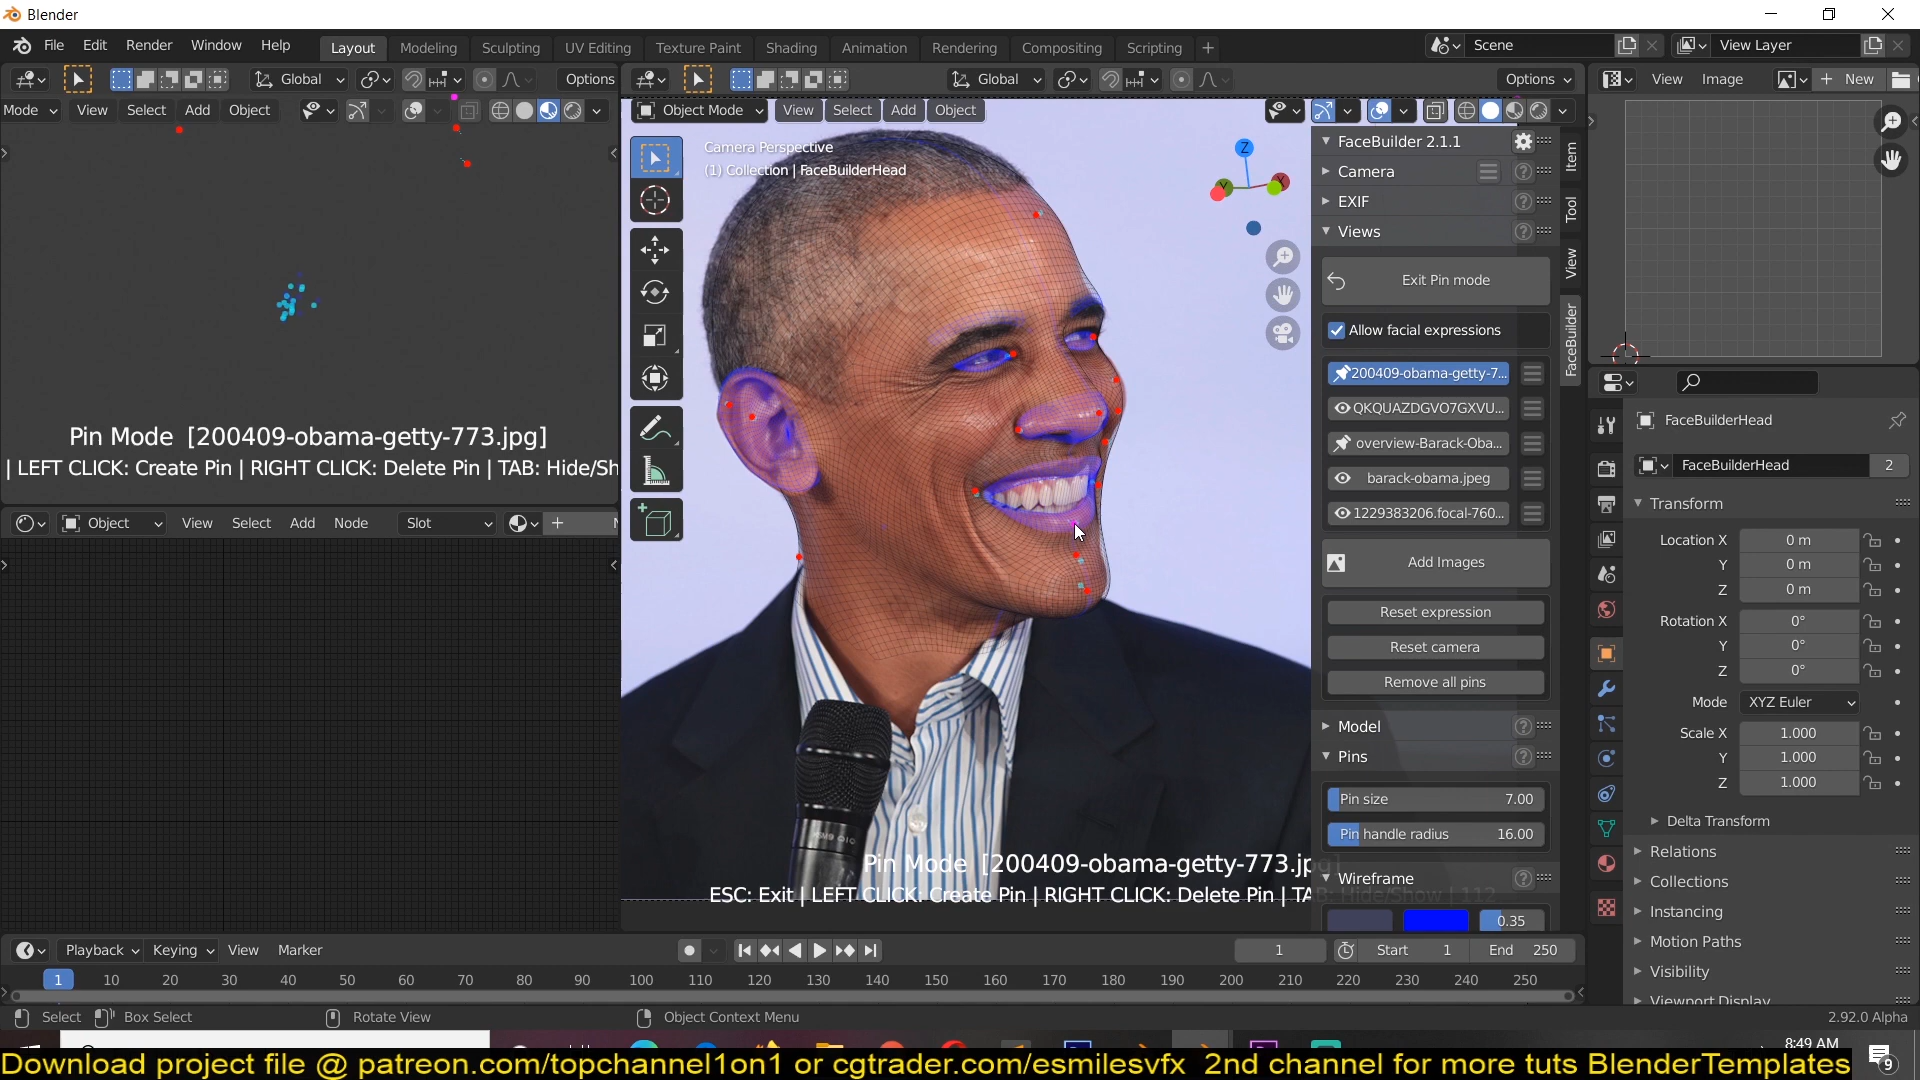 Blender
File Edit Render Window Help
Layout Modeling Sculpting UV Editing Texture Paint Shading Animation Rendering Compositing Scripting
Scene
View Layer
Global
Options
Global
Options
View Image
New
Mode View Select Add Object
Object Mode View Select Add Object
Camera Perspective
(1) Collection | FaceBuilderHead
Z
Y
FaceBuilder 2.1.1
Camera
EXIF
Views
Exit Pin mode
Allow facial expressions
200409-obama-getty-7...
QKQUAZDGVO7GXVU...
overview-Barack-Oba...
barack-obama.jpeg
1229383206.focal-760...
Add Images
Reset expression
Reset camera
Remove all pins
Model
Pins
Pin size 7.00
Pin handle radius 16.00
Wireframe
0.35
Item
Tool
View
FaceBuilder
Pin Mode [200409-obama-getty-773.jpg]
| LEFT CLICK: Create Pin | RIGHT CLICK: Delete Pin | TAB: Hide/Sh
Object View Select Add Node Slot
Pin Mode [200409-obama-getty-773.jpg]
ESC: Exit | LEFT CLICK: Create Pin | RIGHT CLICK: Delete Pin | TAB: Hide/Show | 112
FaceBuilderHead
FaceBuilderHead 2
Transform
Location X 0 m
Y 0 m
Z 0 m
Rotation X 0°
Y 0°
Z 0°
Mode XYZ Euler
Scale X 1.000
Y 1.000
Z 1.000
Delta Transform
Relations
Collections
Instancing
Motion Paths
Visibility
Viewport Display
Playback Keying View Marker
1 Start 1 End 250
1 10 20 30 40 50 60 70 80 90 100 110 120 130 140 150 160 170 180 190 200 210 220 230 240 250
Select Box Select Rotate View Object Context Menu
2.92.0 Alpha
8:49 AM
9
Download project file @ patreon.com/topchannel1on1 or cgtrader.com/esmilesvfx 2nd channel for more tuts BlenderTemplates